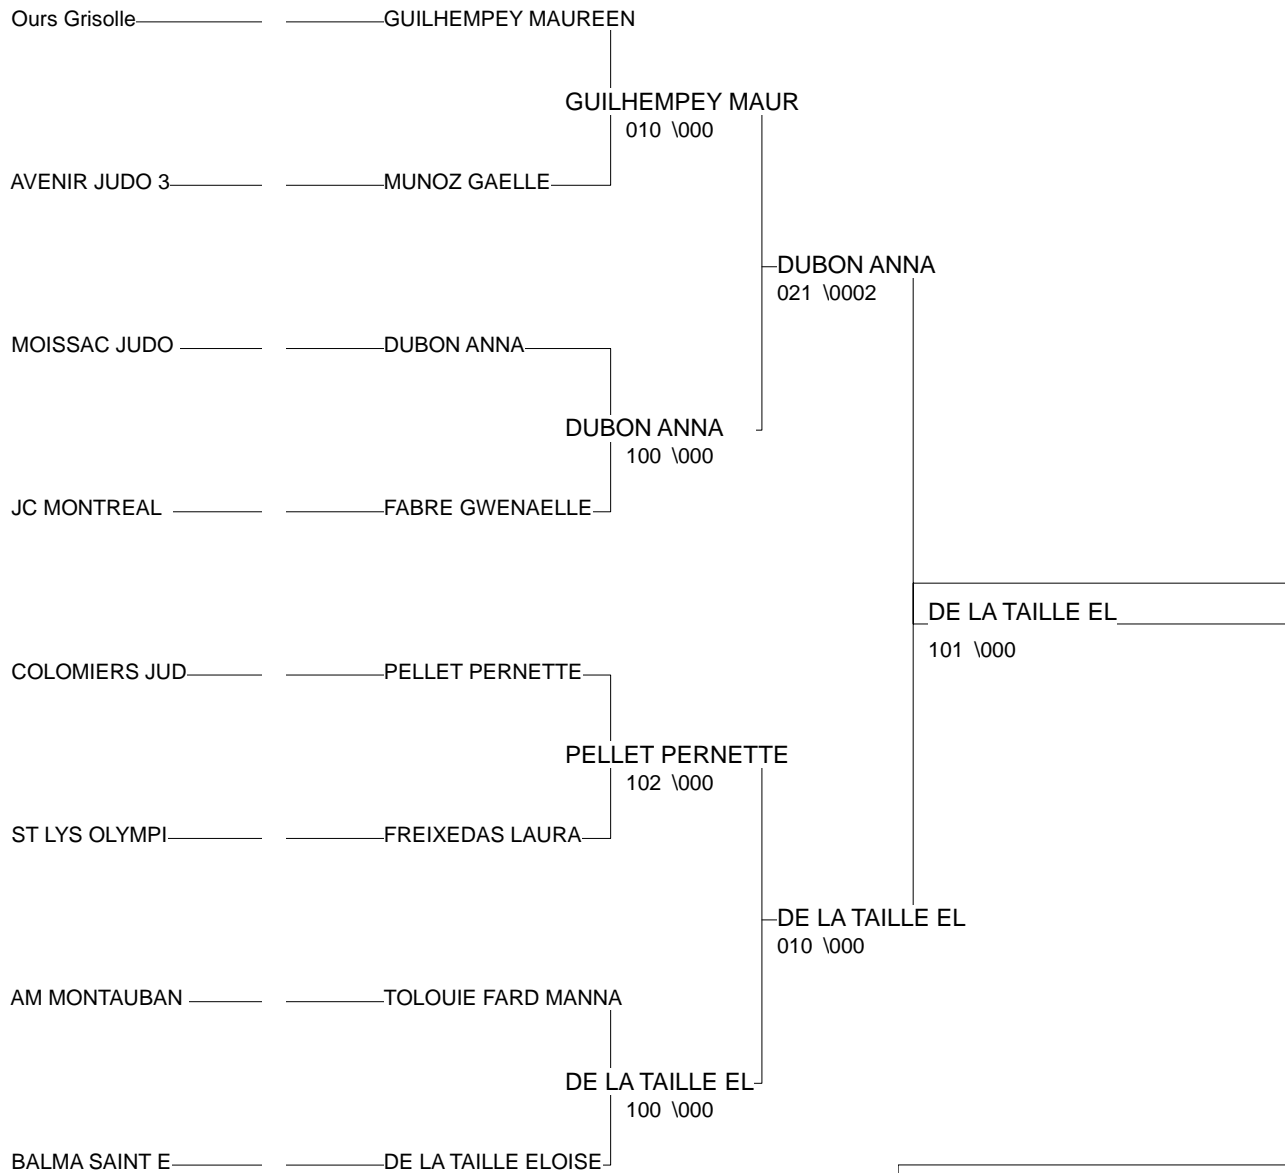 Ours Grisolle GUILHEMPEY MAUREEN
GUILHEMPEY MAUR
010 \000
AVENIR JUDO 3 MUNOZ GAELLE
DUBON ANNA
021 \0002
MOISSAC JUDO DUBON ANNA
DUBON ANNA
100 \000
JC MONTREAL FABRE GWENAELLE
DE LA TAILLE EL
101 \000
COLOMIERS JUD PELLET PERNETTE
PELLET PERNETTE
102 \000
ST LYS OLYMPI FREIXEDAS LAURA
DE LA TAILLE EL
010 \000
AM MONTAUBAN TOLOUIE FARD MANNA
DE LA TAILLE EL
100 \000
BALMA SAINT E DE LA TAILLE ELOISE